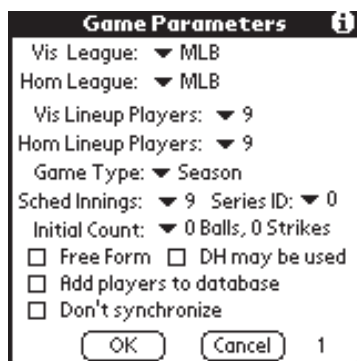 Game Parameters i
Vis League: MLB
Hom League: MLB
Vis Lineup Players: 9
Hom Lineup Players: 9
Game Type: Season
Sched Innings: 9 Series ID: 0
Initial Count: 0 Balls, 0 Strikes
Free Form DH may be used
Add players to database
Don't synchronize
OK Cancel 1